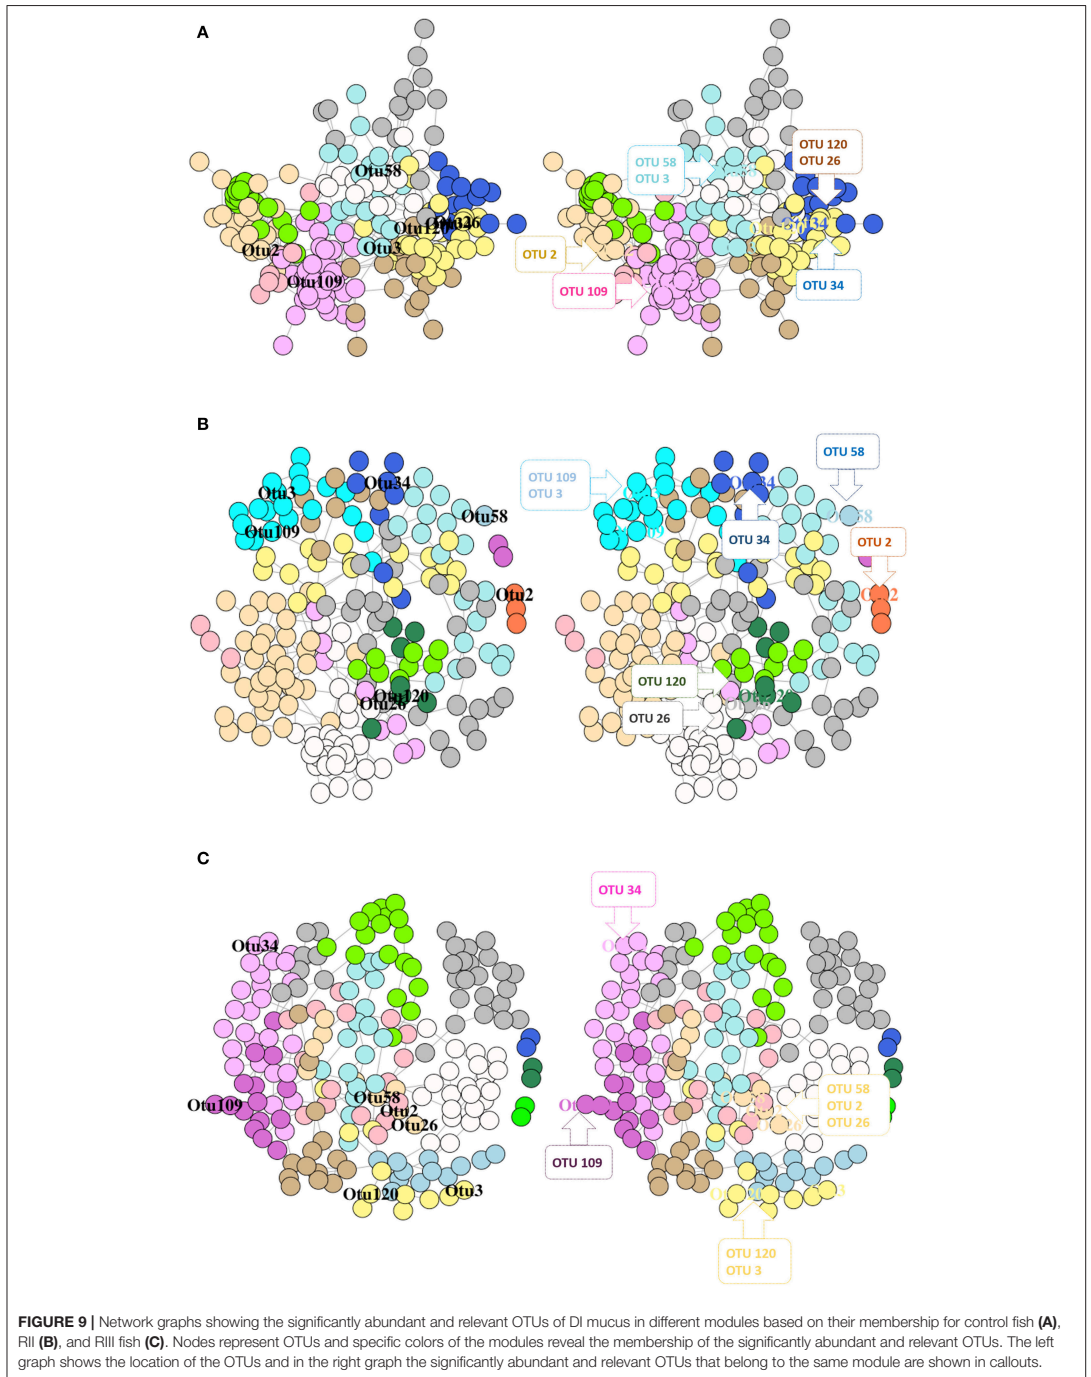 A
Otu58
Otu120
Otu26
Otu3
Otu2
Otu109
OTU 58
OTU 3
OTU 120
OTU 26
OTU 2
OTU 109
OTU 34
B
Otu3
Otu34
Otu109
Otu58
Otu2
Otu120
Otu26
OTU 109
OTU 3
OTU 58
OTU 34
OTU 2
OTU 120
OTU 26
C
Otu34
Otu109
Otu58
Otu2
Otu26
Otu120
Otu3
OTU 34
OTU 58
OTU 2
OTU 26
OTU 109
OTU 120
OTU 3
FIGURE 9 | Network graphs showing the significantly abundant and relevant OTUs of DI mucus in different modules based on their membership for control fish (A),
RII (B), and RIII fish (C). Nodes represent OTUs and specific colors of the modules reveal the membership of the significantly abundant and relevant OTUs. The left
graph shows the location of the OTUs and in the right graph the significantly abundant and relevant OTUs that belong to the same module are shown in callouts.